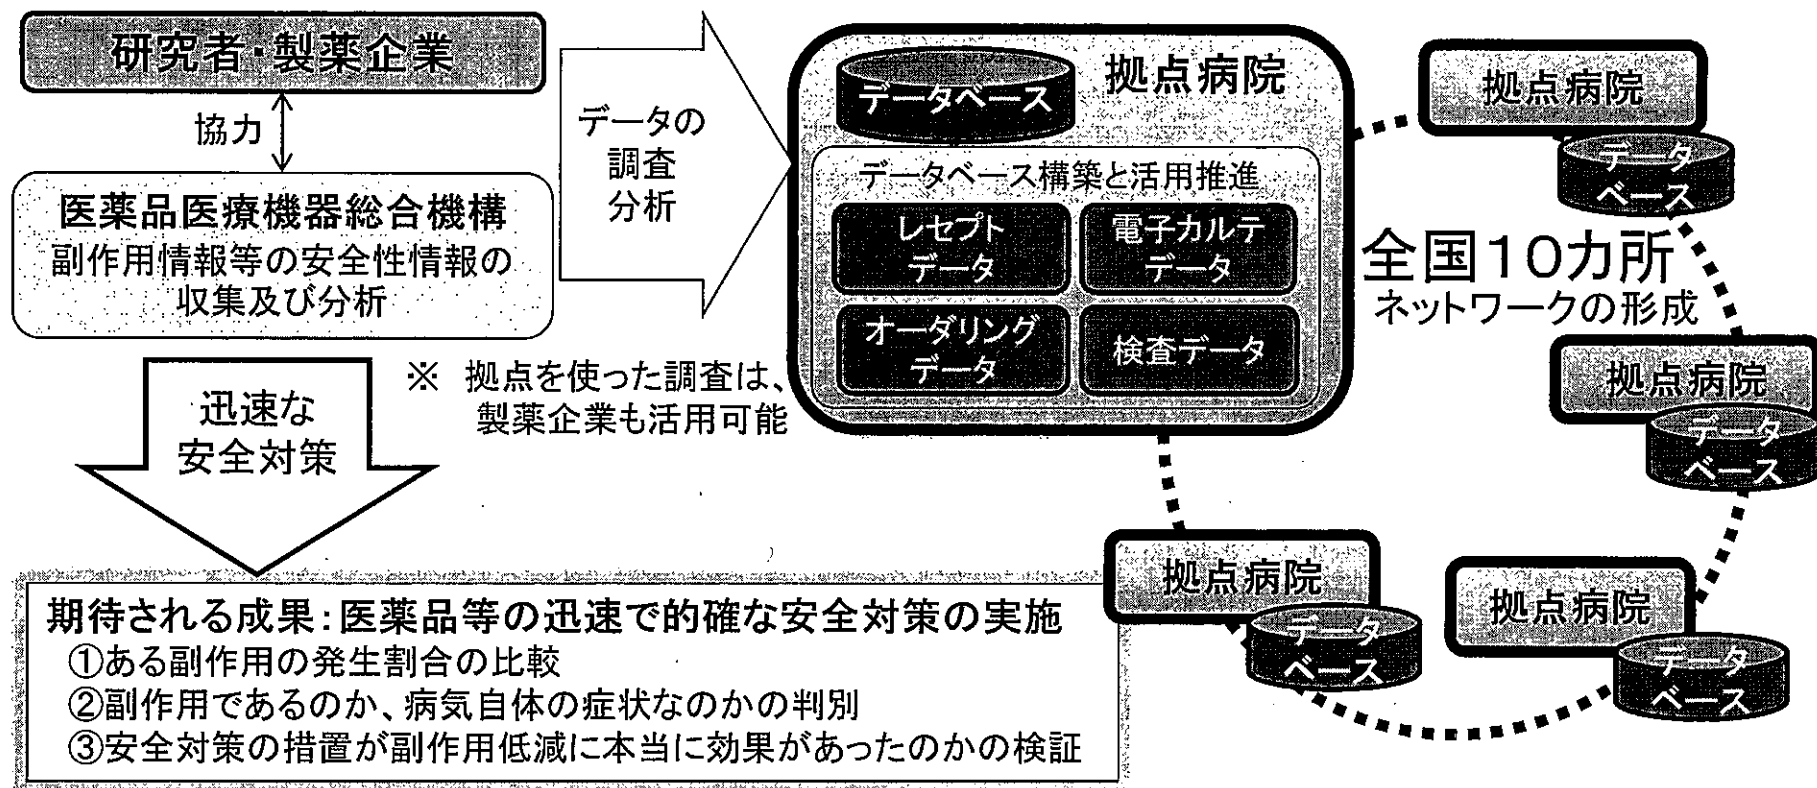 研究者・製薬企業
協力
医薬品医療機器総合機構
副作用情報等の安全性情報の
収集及び分析
データの
調査
分析
迅速な
安全対策
※ 拠点を使った調査は、
製薬企業も活用可能
拠点病院
データベース
データベース構築と活用推進
レセプト
データ
電子カルテ
データ
オーダリング
データ
検査データ
拠点病院
データ
ベース
全国10カ所
ネットワークの形成
拠点病院
データ
ベース
拠点病院
データ
ベース
拠点病院
データ
ベース
期待される成果:医薬品等の迅速で的確な安全対策の実施
①ある副作用の発生割合の比較
②副作用であるのか、病気自体の症状なのかの判別
③安全対策の措置が副作用低減に本当に効果があったのかの検証